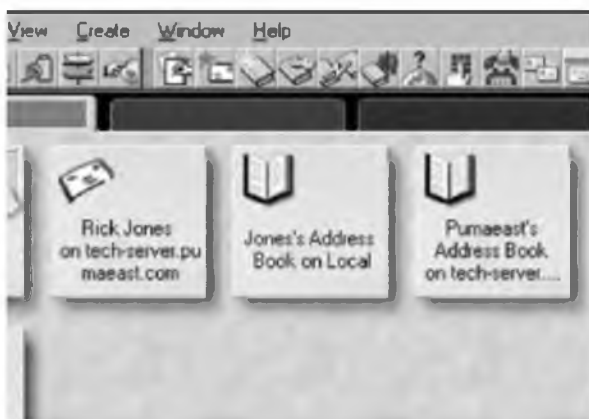 View Create Window Help
Rick Jones
on tech-server.pu
maeast.com
Jones's Address
Book on Local
Pumaeast's
Address Book
on tech-server....